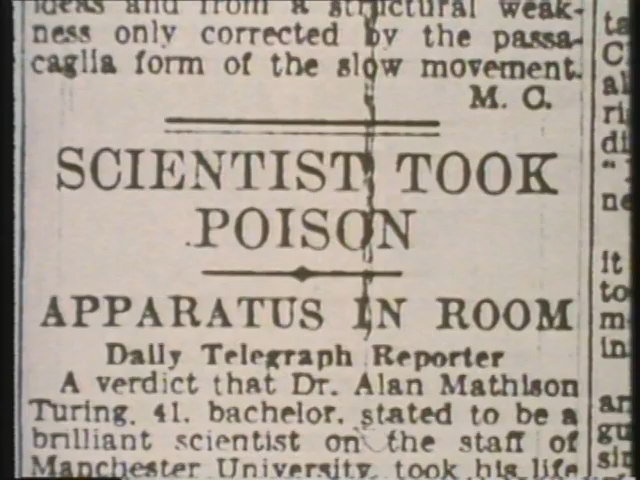 ideas and from a structural weak-
ness only corrected by the passa-
caglia form of the slow movement.
M. C.
SCIENTIST TOOK
POISON
APPARATUS IN ROOM
Daily Telegraph Reporter
A verdict that Dr. Alan Mathison
Turing, 41, bachelor, stated to be a
brilliant scientist on the staff of
Manchester University, took his life